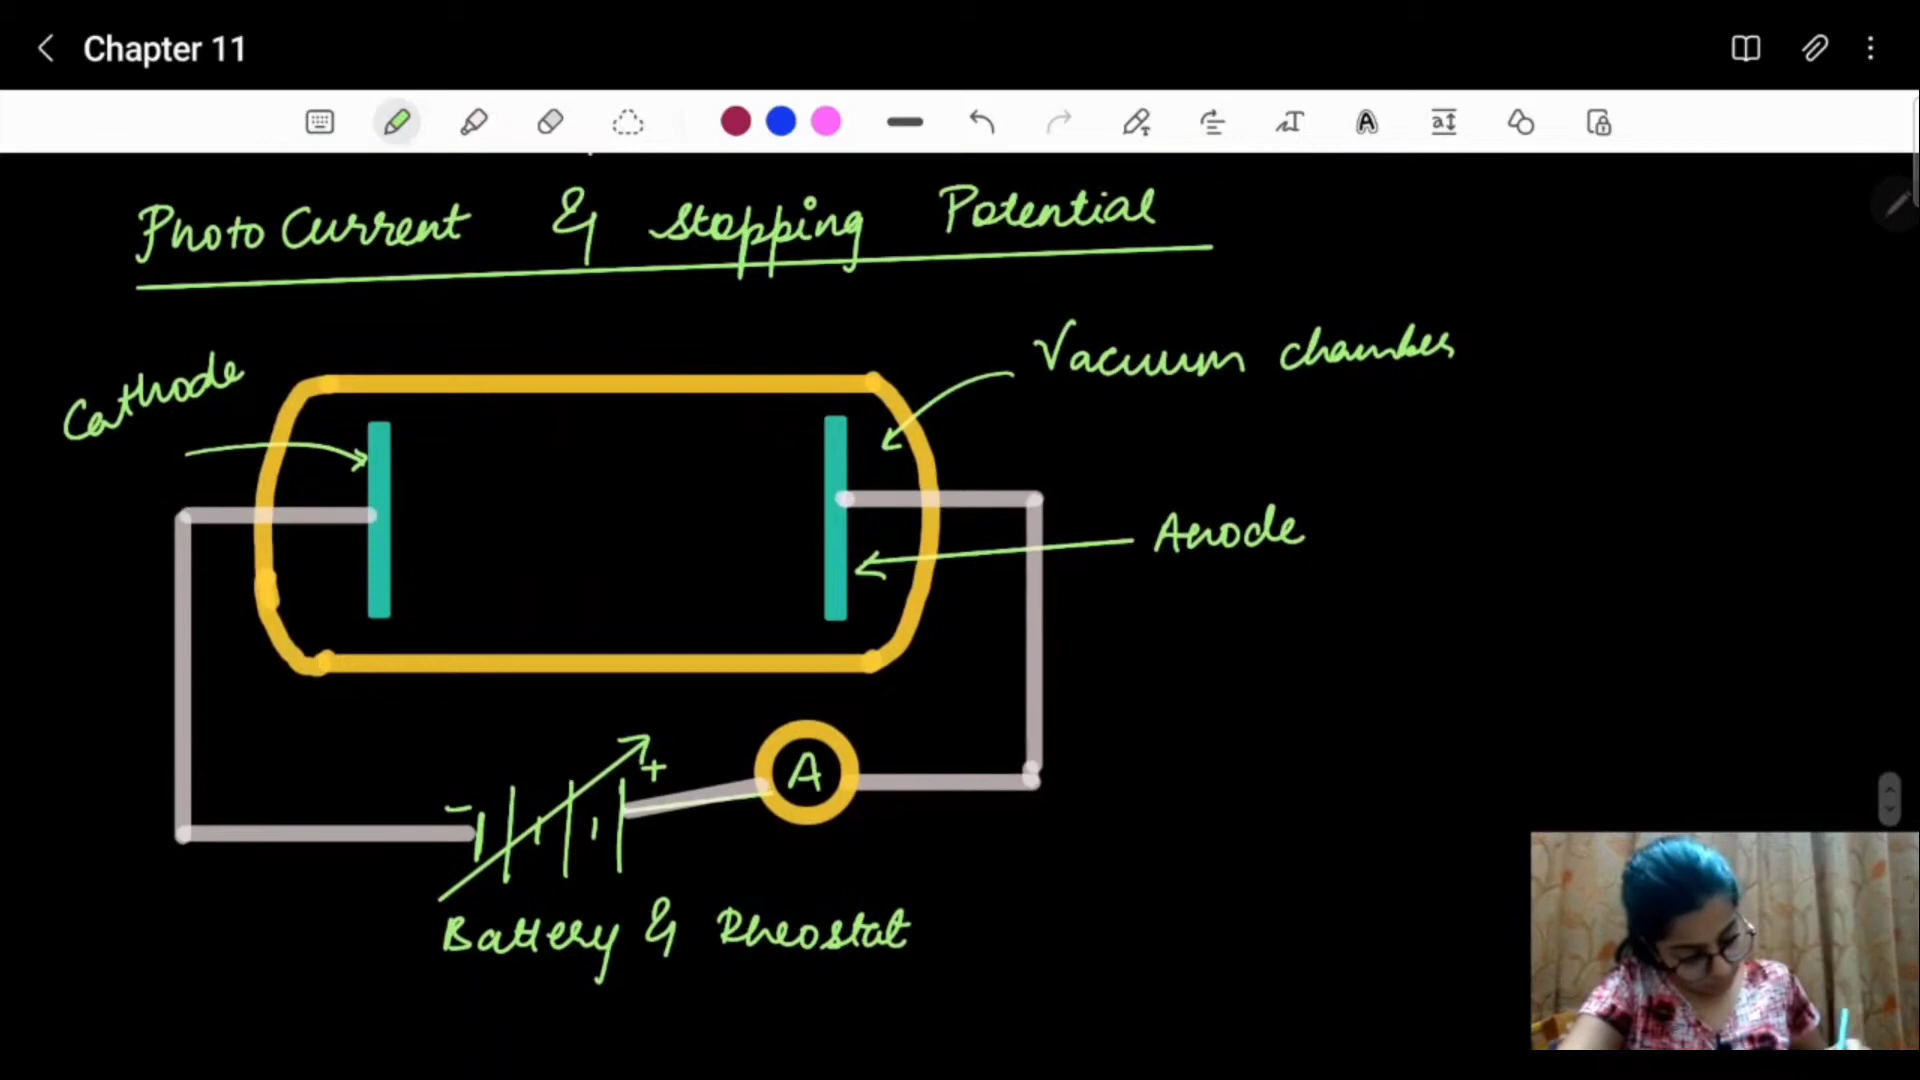 Chapter 11
Photo Current & Stopping Potential
Vacuum chamber
Cathode
Anode
- +
A
Battery & Rheostat